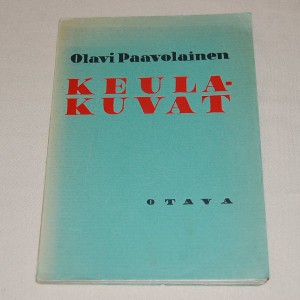 Olavi Paavolainen
KEULA-
KUVAT
OTAVA